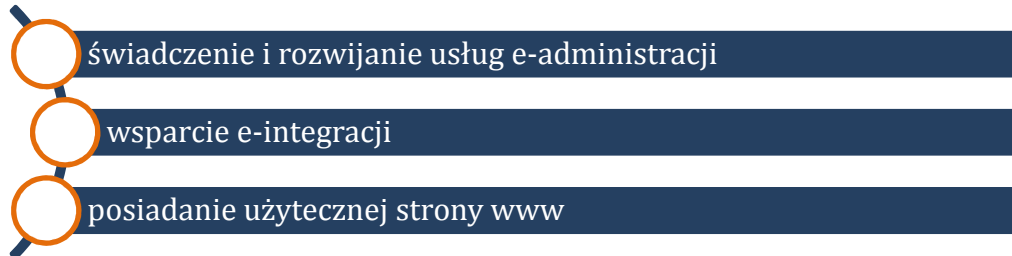 świadczenie i rozwijanie usług e-administracji
wsparcie e-integracji
posiadanie użytecznej strony www